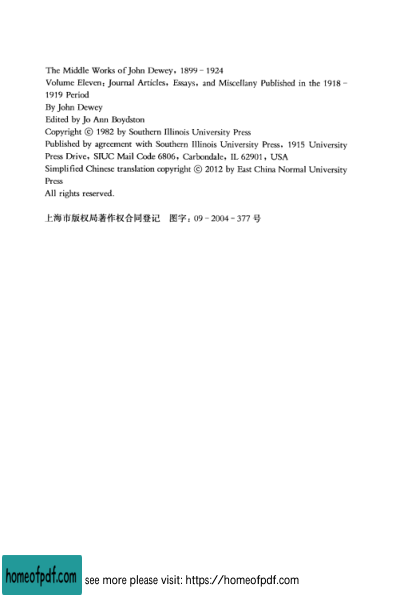 The Middle Works of John Dewey, 1899-1924
Volume Eleven: Journal Articles, Essays, and Miscellany Published in the 1918-
1919 Period
By John Dewey
Edited by Jo Ann Boydston
Copyright © 1982 by Southern Illinois University Press
Published by agreement with Southern Illinois University Press, 1915 University
Press Drive, SIUC Mail Code 6806, Carbondale, IL 62901, USA
Simplified Chinese translation copyright © 2012 by East China Normal University
Press
All rights reserved.
上海市版权局著作权合同登记 图字：09-2004-377 号
homeofpdf.com
see more please visit: https://homeofpdf.com